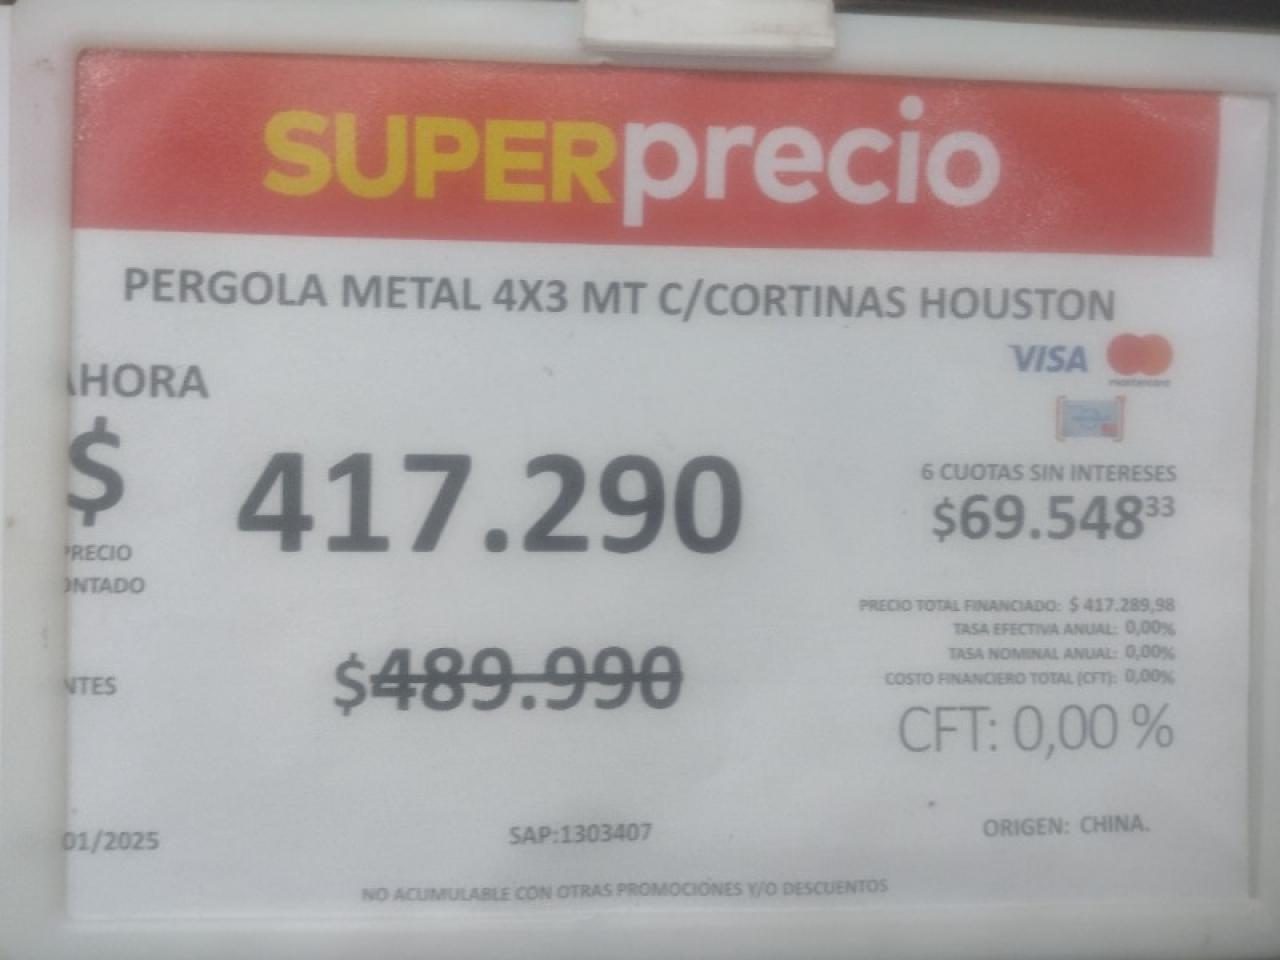 SUPERprecio
PERGOLA METAL 4X3 MT C/CORTINAS HOUSTON
VISA
mastercard
AHORA
$ 417.290
6 CUOTAS SIN INTERESES
$69.548³³
PRECIO
ONTADO
PRECIO TOTAL FINANCIADO: $ 417.289,98
TASA EFECTIVA ANUAL: 0,00%
TASA NOMINAL ANUAL: 0,00%
COSTO FINANCIERO TOTAL (CFT): 0,00%
NTES
$489.990
CFT: 0,00 %
01/2025
SAP:1303407
ORIGEN: CHINA.
NO ACUMULABLE CON OTRAS PROMOCIONES Y/O DESCUENTOS